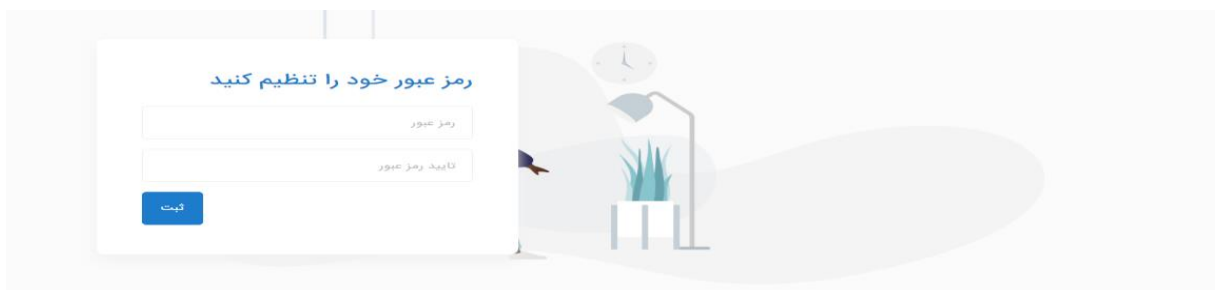 رمز عبور خود را تنظیم کنید
رمز عبور
تایید رمز عبور
ثبت